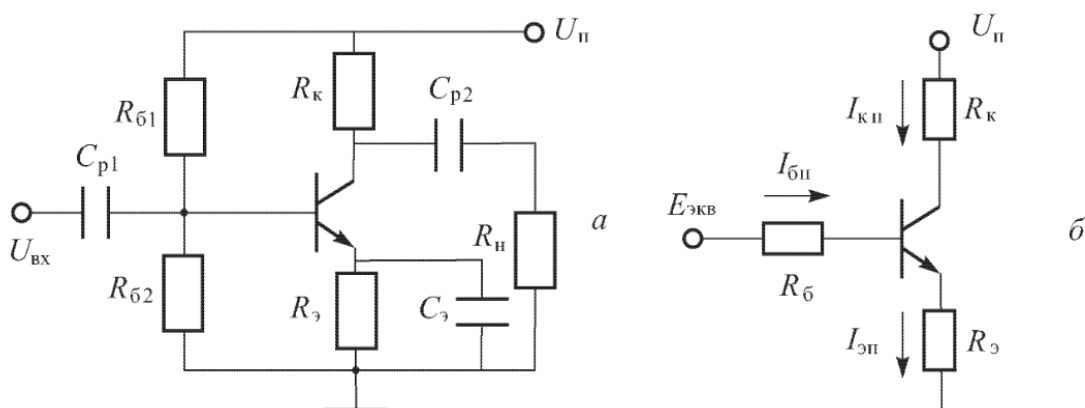 Uп
Rк
Cр2
Rб1
Cр1
Uвх
Rб2
Rэ
Cэ
Rн
а
Uп
Iкп
Rк
Iбп
Eэкв
Rб
Iэп
Rэ
б